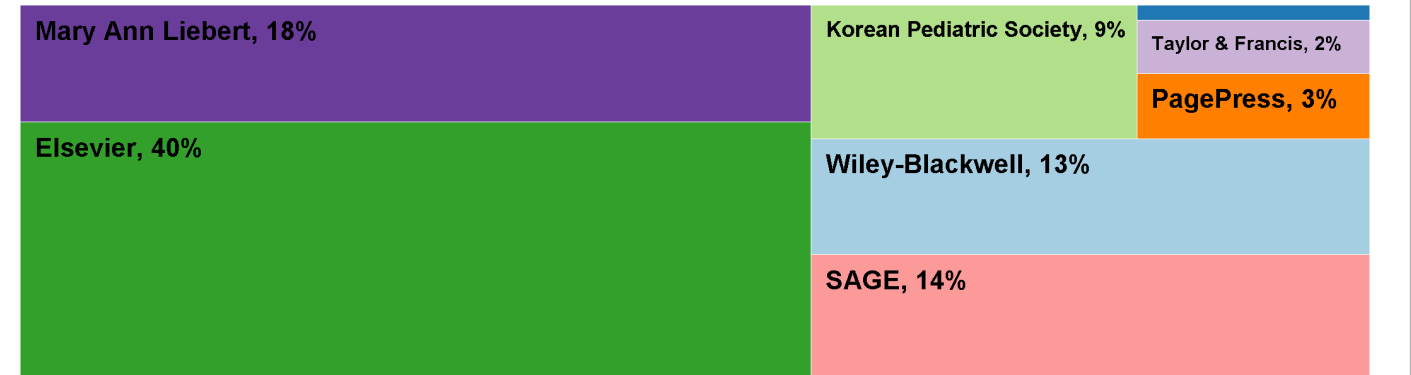 Mary Ann Liebert, 18%
Korean Pediatric Society, 9%
Taylor & Francis, 2%
PagePress, 3%
Elsevier, 40%
Wiley-Blackwell, 13%
SAGE, 14%